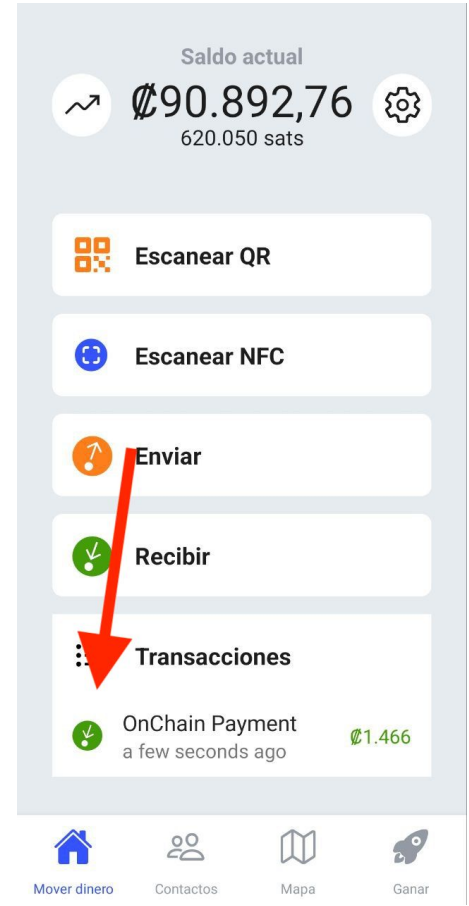 Saldo actual
₡90.892,76
620.050 sats
Escanear QR
Escanear NFC
Enviar
Recibir
Transacciones
OnChain Payment
a few seconds ago
₡1.466
Mover dinero
Contactos
Mapa
Ganar